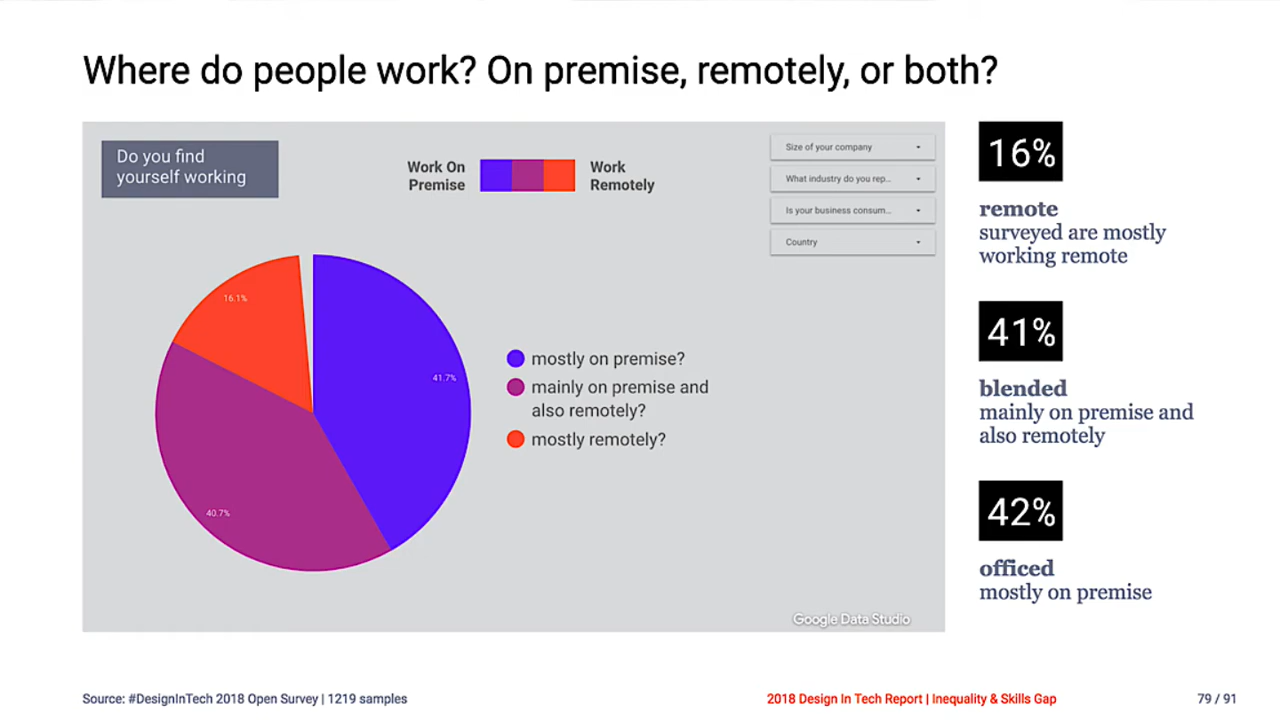 Where do people work? On premise, remotely, or both?
Do you find
yourself working
Work On
Premise
Work
Remotely
Size of your company
What industry do you rep...
Is your business consum...
Country
16.1%
41.7%
40.7%
mostly on premise?
mainly on premise and
also remotely?
mostly remotely?
Google Data Studio
16%
remote
surveyed are mostly
working remote
41%
blended
mainly on premise and
also remotely
42%
officed
mostly on premise
Source: #DesignInTech 2018 Open Survey | 1219 samples
2018 Design In Tech Report | Inequality & Skills Gap
79 / 91